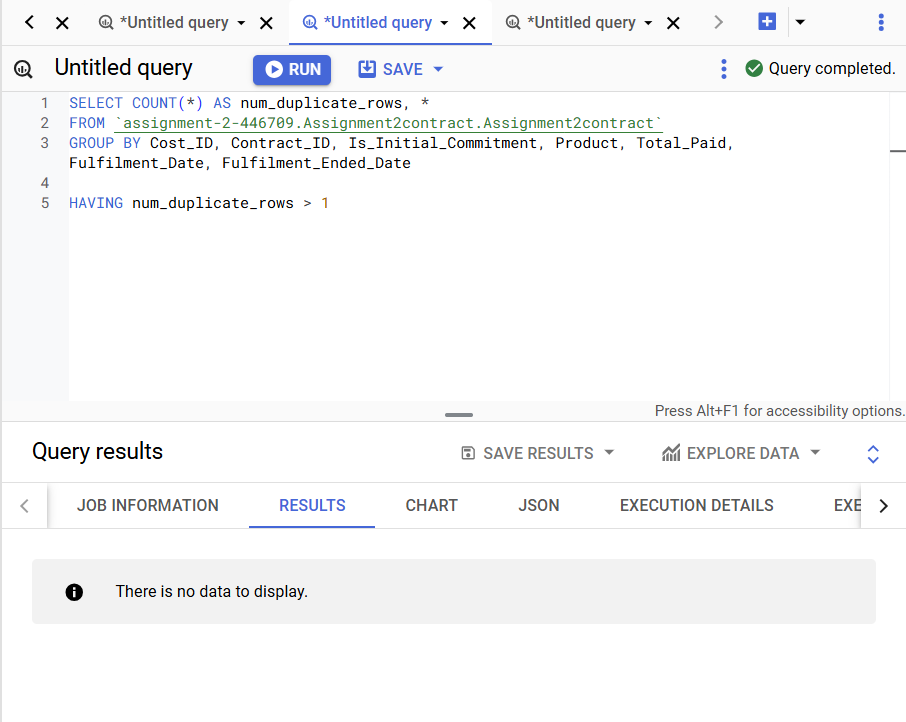 *Untitled query
*Untitled query
*Untitled query
Untitled query
RUN
SAVE
Query completed.
1 SELECT COUNT(*) AS num_duplicate_rows, *
2 FROM `assignment-2-446709.Assignment2contract.Assignment2contract`
3 GROUP BY Cost_ID, Contract_ID, Is_Initial_Commitment, Product, Total_Paid,
Fulfilment_Date, Fulfilment_Ended_Date
4
5 HAVING num_duplicate_rows > 1
Press Alt+F1 for accessibility options.
Query results
SAVE RESULTS
EXPLORE DATA
JOB INFORMATION
RESULTS
CHART
JSON
EXECUTION DETAILS
EXE
There is no data to display.